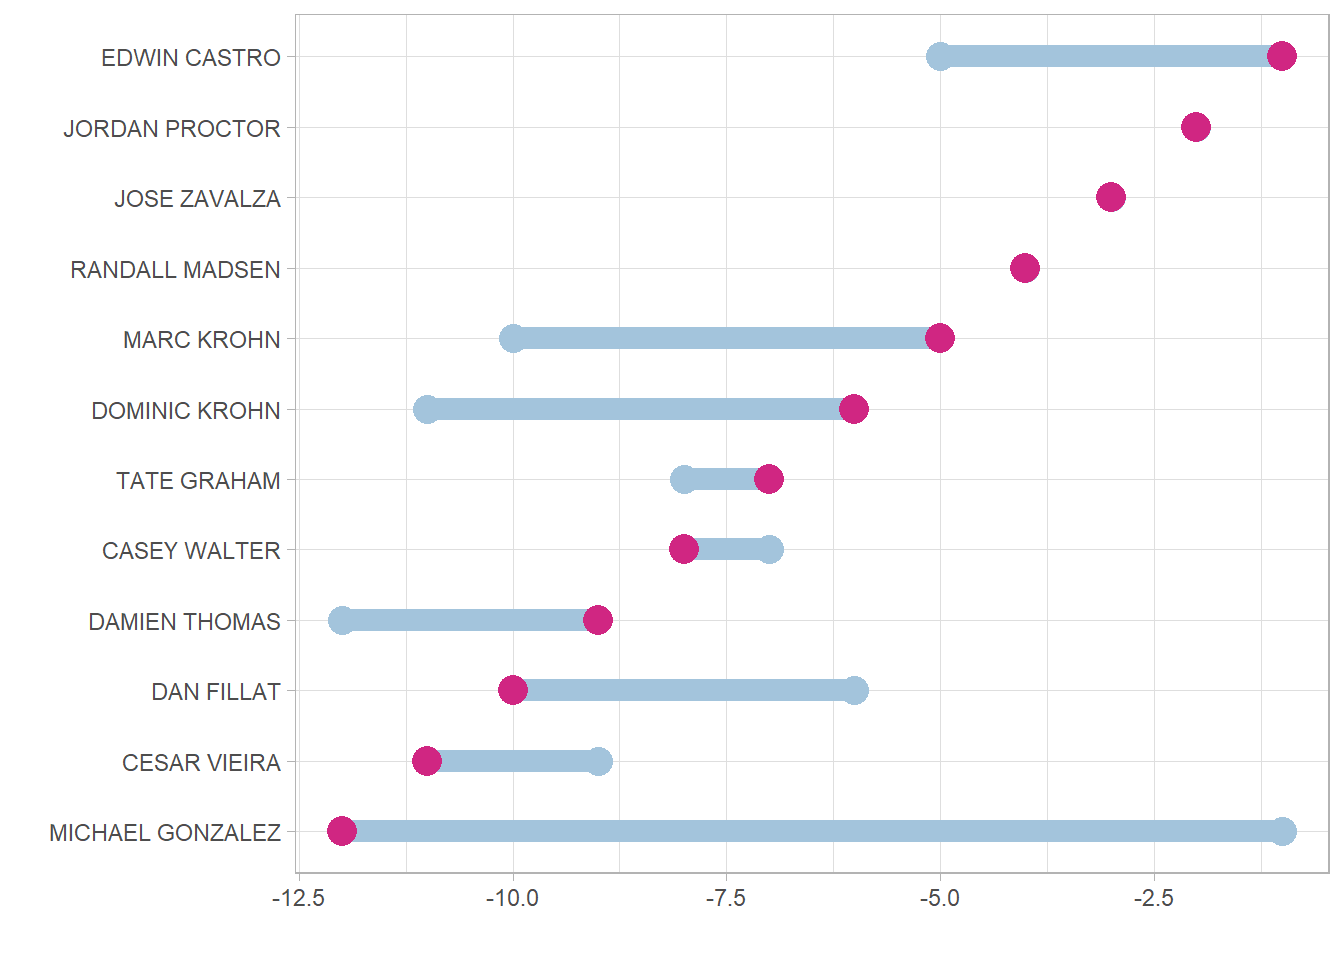 EDWIN CASTRO
JORDAN PROCTOR
JOSE ZAVALZA
RANDALL MADSEN
MARC KROHN
DOMINIC KROHN
TATE GRAHAM
CASEY WALTER
DAMIEN THOMAS
DAN FILLAT
CESAR VIEIRA
MICHAEL GONZALEZ
-12.5 -10.0 -7.5 -5.0 -2.5